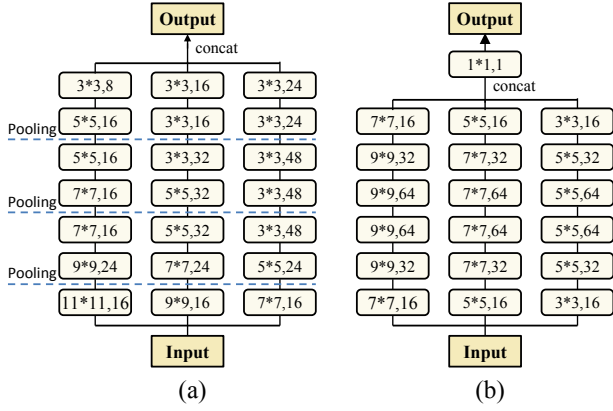 Output
concat
3*3,8 3*3,16 3*3,24
5*5,16 3*3,16 3*3,24
Pooling
5*5,16 3*3,32 3*3,48
7*7,16 5*5,32 3*3,48
Pooling
7*7,16 5*5,32 3*3,48
9*9,24 7*7,24 5*5,24
Pooling
11*11,16 9*9,16 7*7,16
Input
(a)
Output
1*1,1
concat
7*7,16 5*5,16 3*3,16
9*9,32 7*7,32 5*5,32
9*9,64 7*7,64 5*5,64
9*9,64 7*7,64 5*5,64
9*9,32 7*7,32 5*5,32
7*7,16 5*5,16 3*3,16
Input
(b)